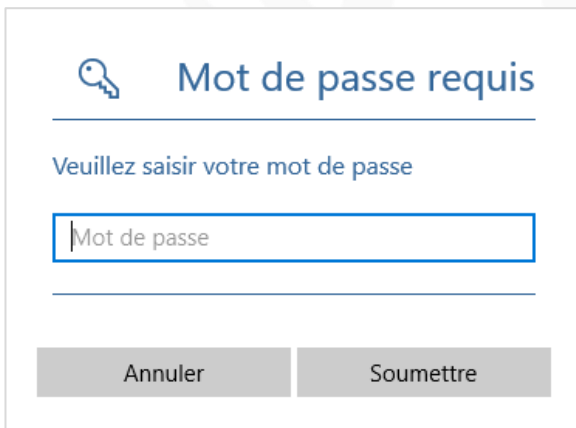 Mot de passe requis
Veuillez saisir votre mot de passe
Mot de passe
Annuler
Soumettre